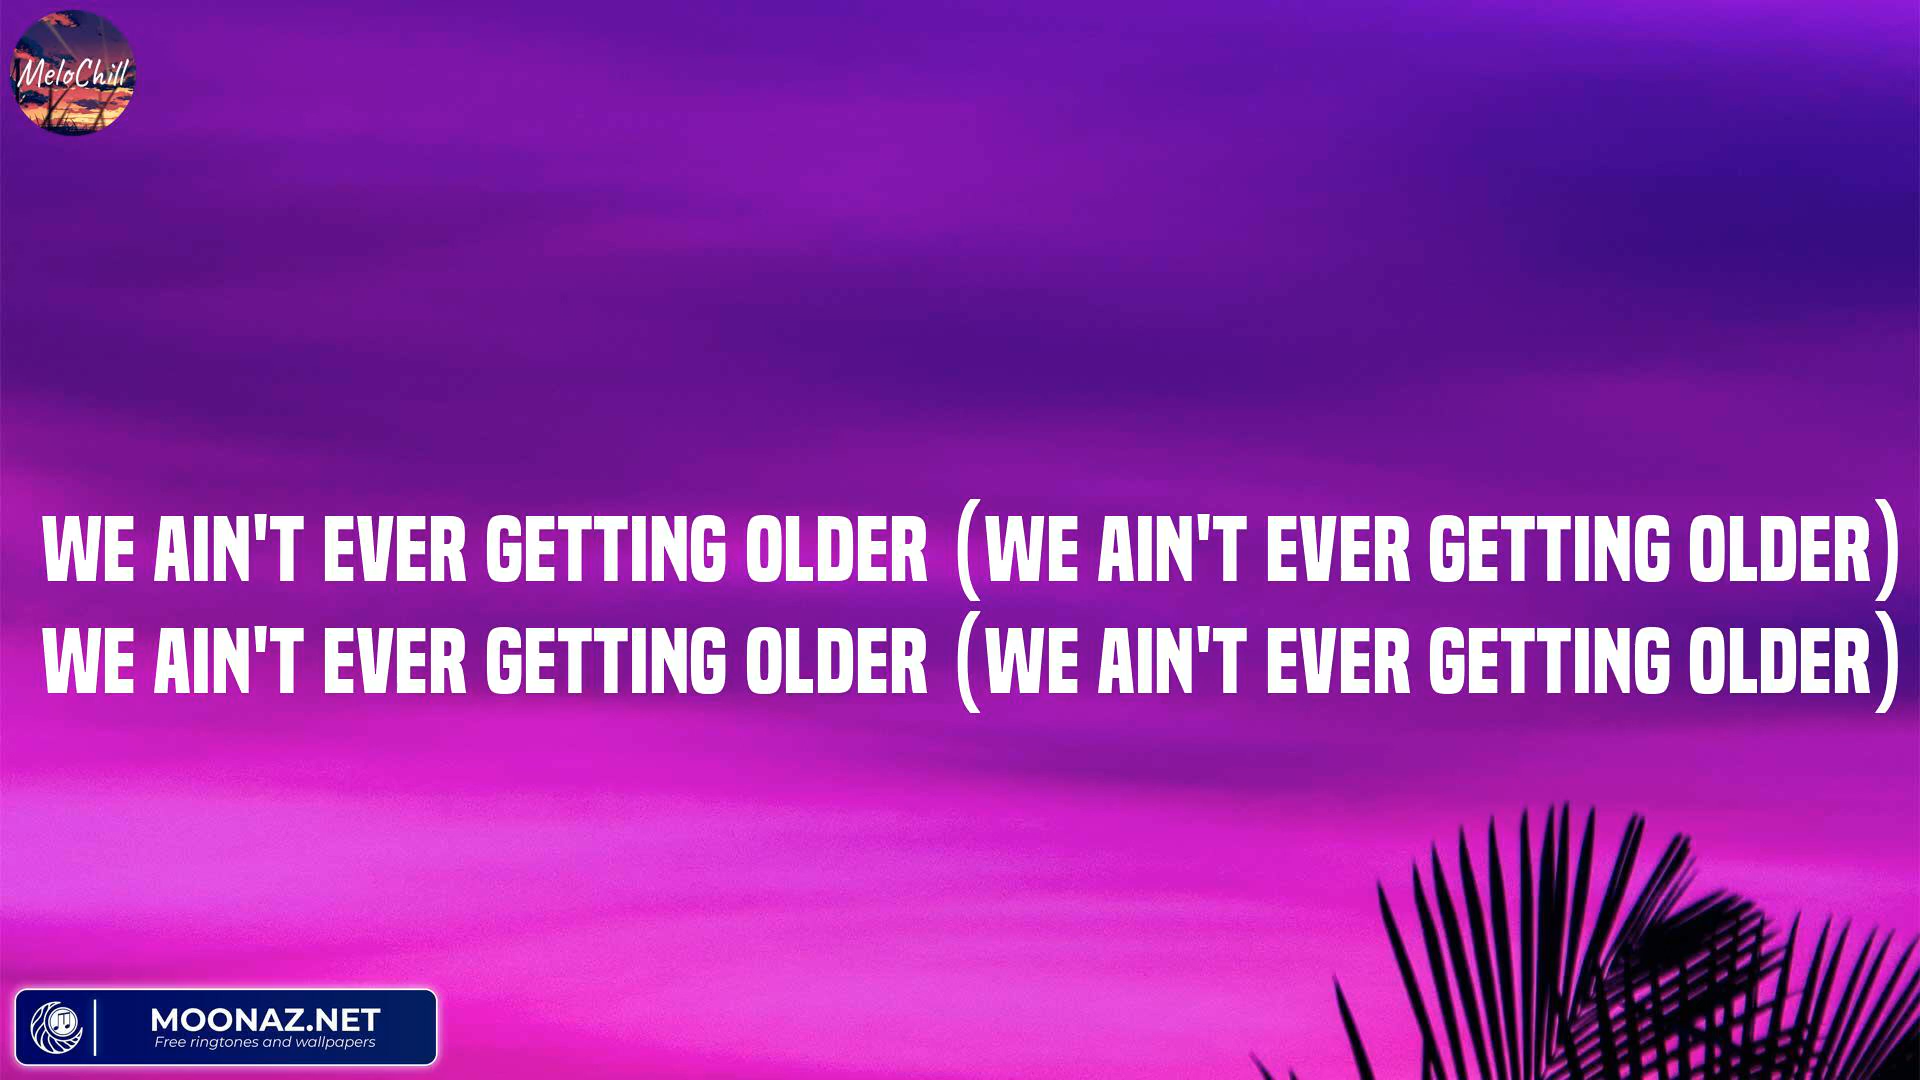 MeloChill
WE AIN'T EVER GETTING OLDER (WE AIN'T EVER GETTING OLDER)
WE AIN'T EVER GETTING OLDER (WE AIN'T EVER GETTING OLDER)
MOONAZ.NET
Free ringtones and wallpapers